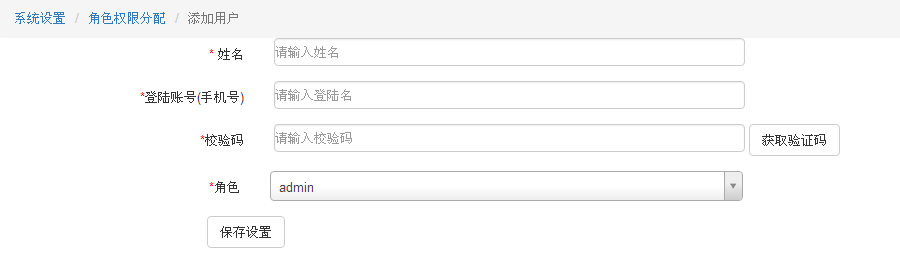 系统设置 / 角色权限分配 / 添加用户
* 姓名 请输入姓名
*登陆账号(手机号) 请输入登陆名
*校验码 请输入校验码 获取验证码
*角色 admin
保存设置